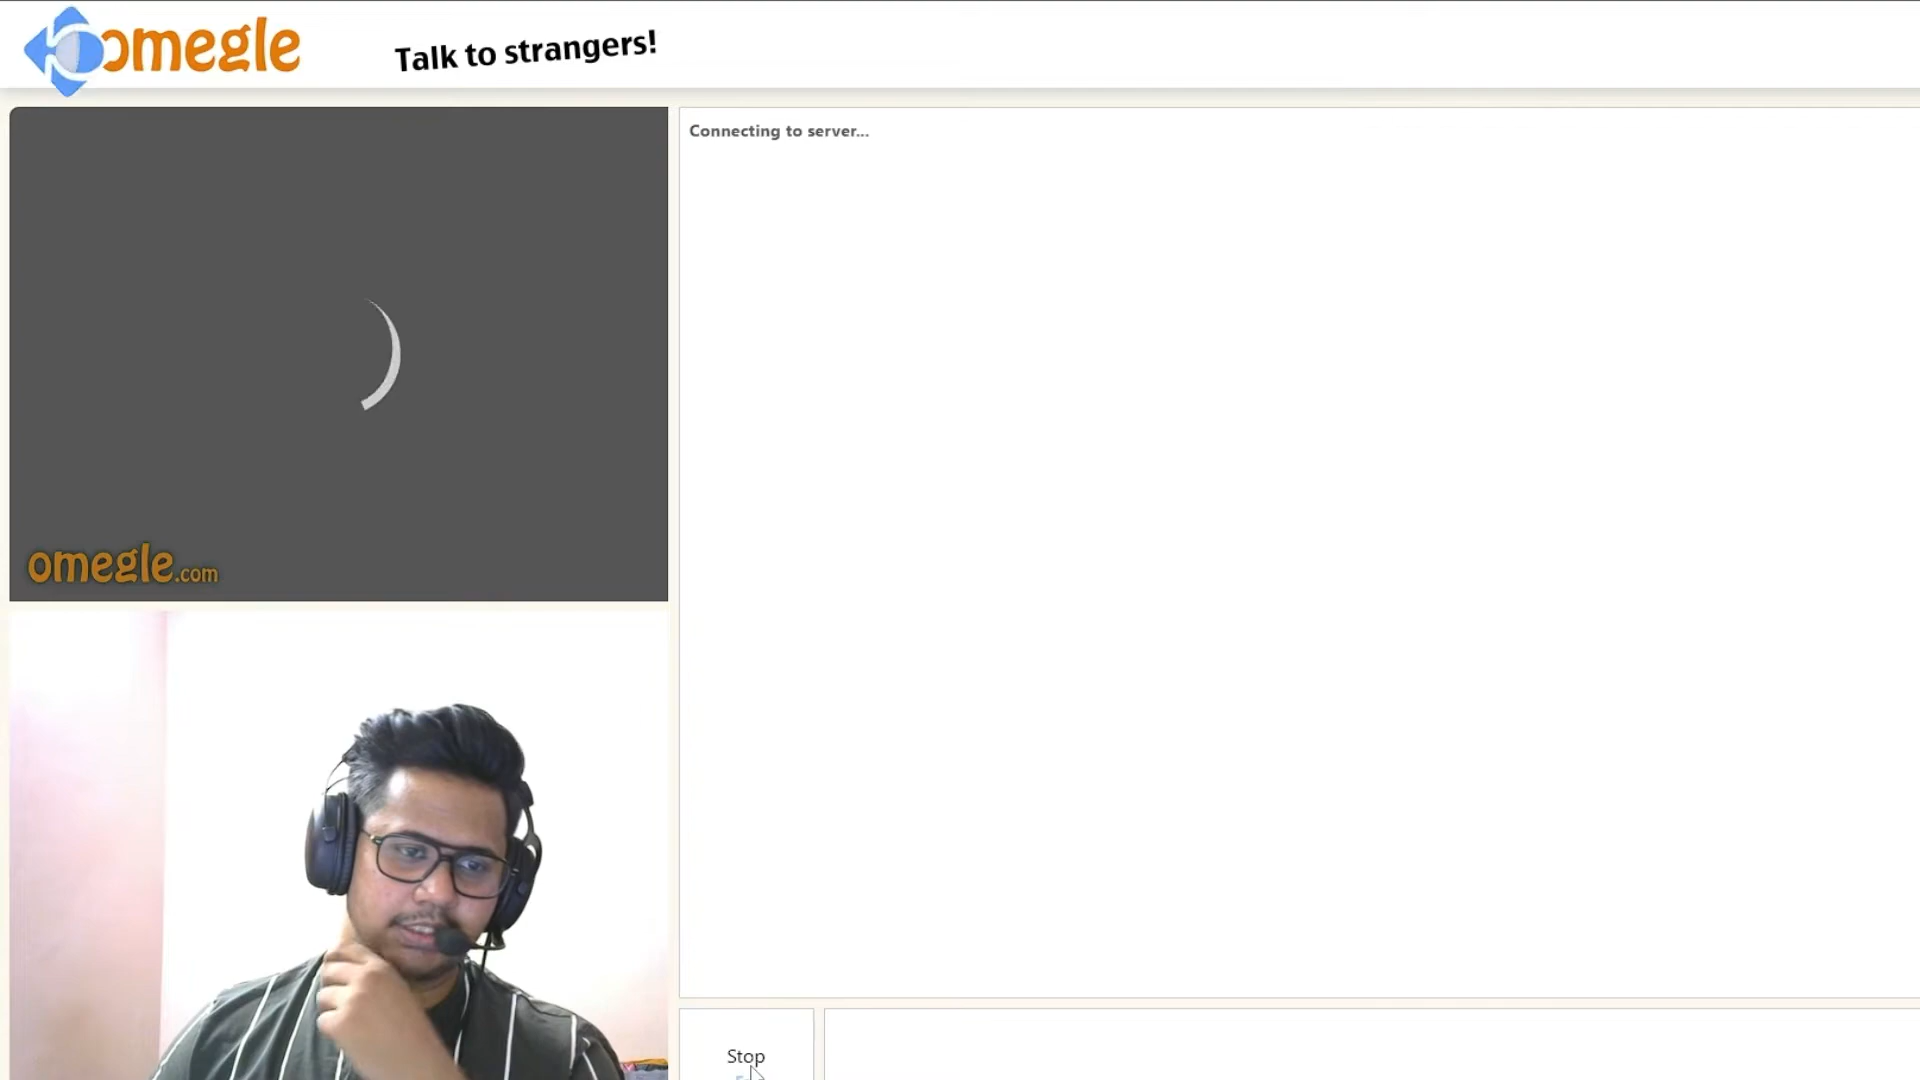 omegle
Talk to strangers!
Connecting to server...
omegle.com
Stop